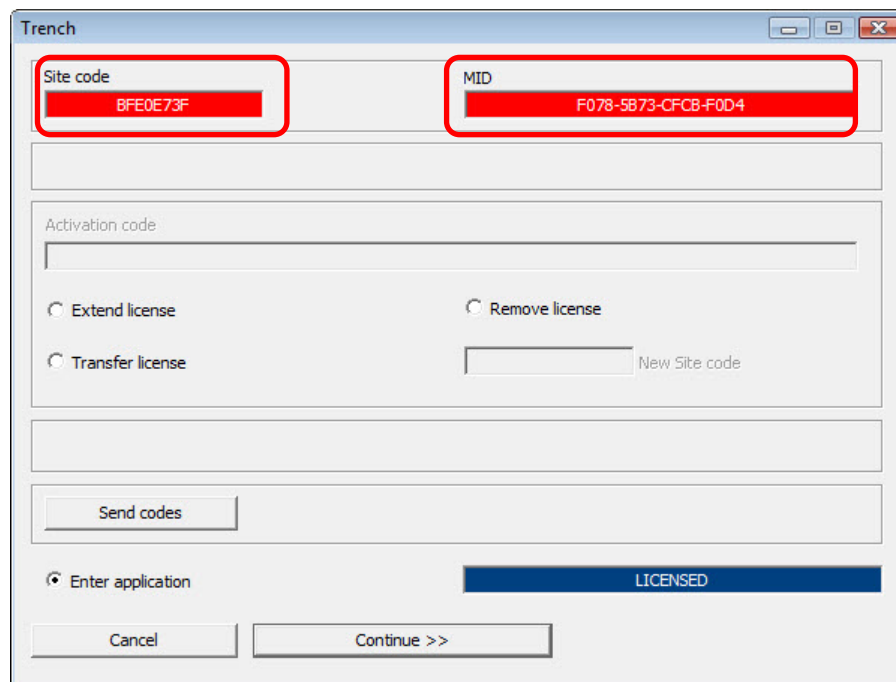 Trench
Site code
MID
BFE0E73F
F078-5B73-CFCB-F0D4
Activation code
Extend license
Remove license
Transfer license
New Site code
Send codes
Enter application
LICENSED
Cancel
Continue >>